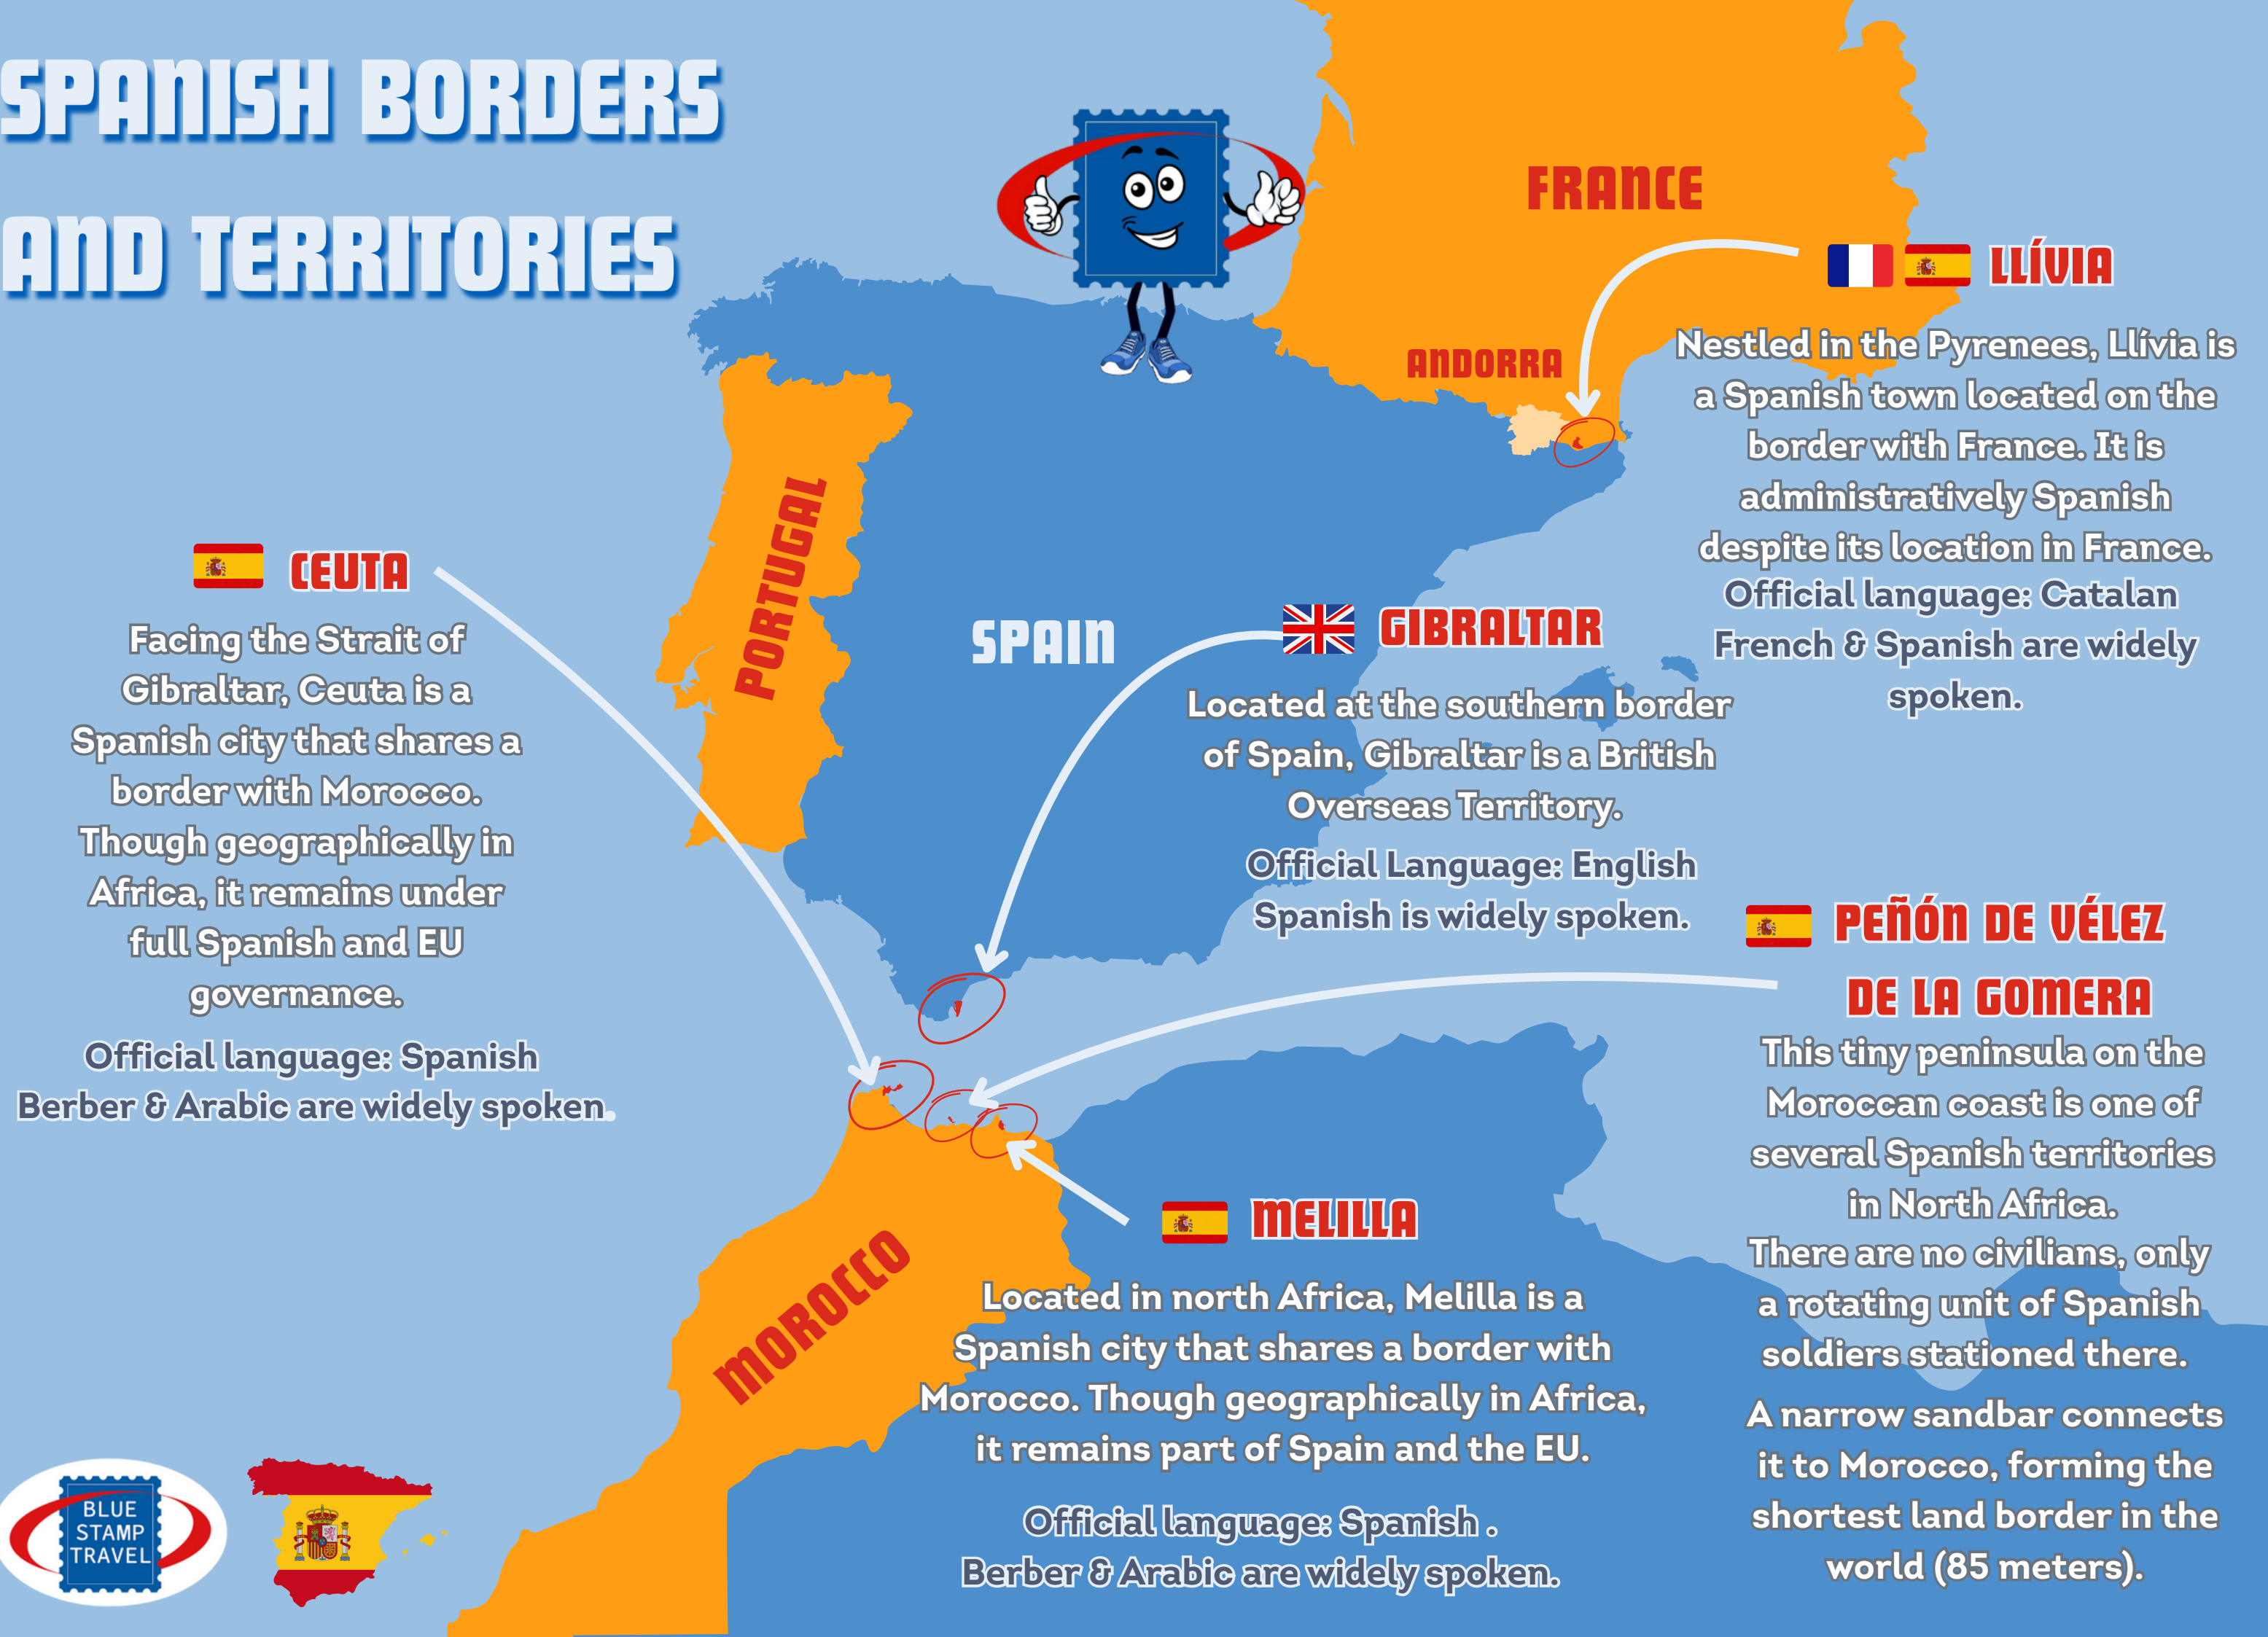 SPANISH BORDERS
AND TERRITORIES
FRANCE
LLÍVIA
Nestled in the Pyrenees, Llívia is
a Spanish town located on the
border with France. It is
administratively Spanish
despite its location in France.
Official language: Catalan
French & Spanish are widely
spoken.
ANDORRA
PORTUGAL
SPAIN
CEUTA
Facing the Strait of
Gibraltar, Ceuta is a
Spanish city that shares a
border with Morocco.
Though geographically in
Africa, it remains under
full Spanish and EU
governance.
Official language: Spanish
Berber & Arabic are widely spoken.
GIBRALTAR
Located at the southern border
of Spain, Gibraltar is a British
Overseas Territory.
Official Language: English
Spanish is widely spoken.
PEÑÓN DE VÉLEZ
DE LA GOMERA
This tiny peninsula on the
Moroccan coast is one of
several Spanish territories
in North Africa.
There are no civilians, only
a rotating unit of Spanish
soldiers stationed there.
A narrow sandbar connects
it to Morocco, forming the
shortest land border in the
world (85 meters).
MELILLA
Located in north Africa, Melilla is a
Spanish city that shares a border with
Morocco. Though geographically in Africa,
it remains part of Spain and the EU.
Official language: Spanish .
Berber & Arabic are widely spoken.
MOROCCO
BLUE
STAMP
TRAVEL